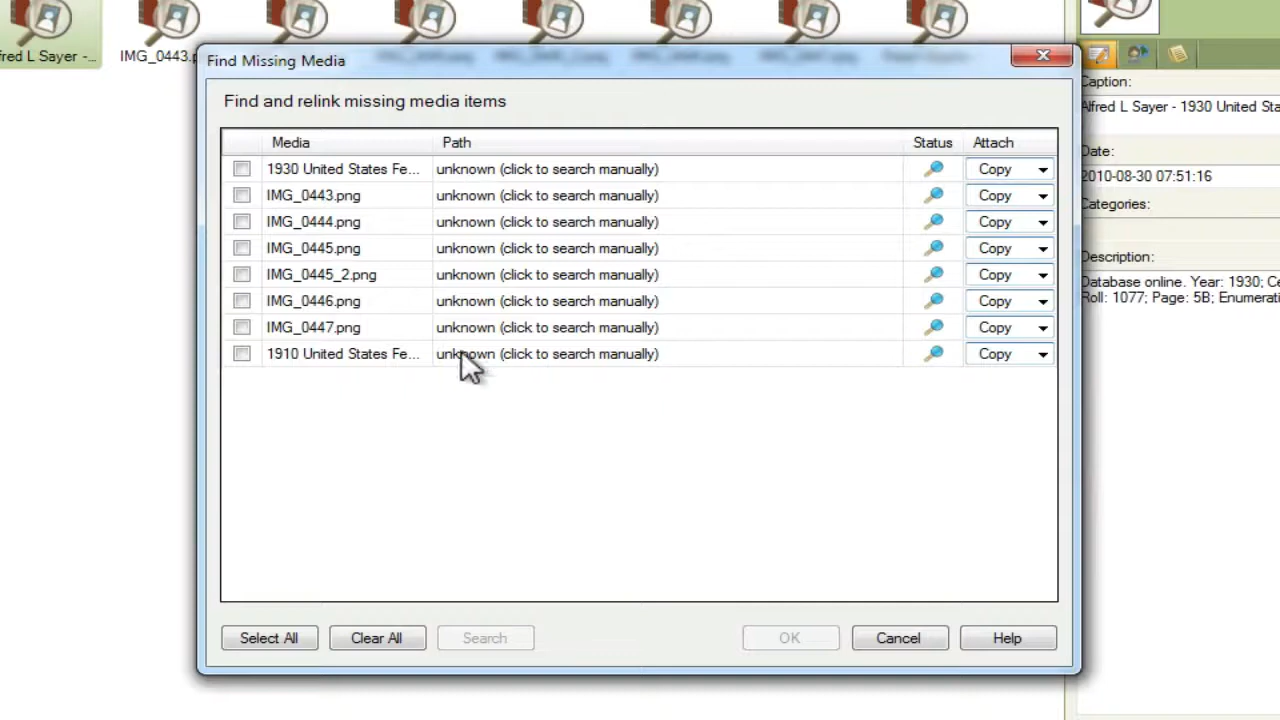 fred L Sayer -...
IMG_0443.p
Find Missing Media
Find and relink missing media items
Media Path Status Attach
1930 United States Fe... unknown (click to search manually) Copy
IMG_0443.png unknown (click to search manually) Copy
IMG_0444.png unknown (click to search manually) Copy
IMG_0445.png unknown (click to search manually) Copy
IMG_0445_2.png unknown (click to search manually) Copy
IMG_0446.png unknown (click to search manually) Copy
IMG_0447.png unknown (click to search manually) Copy
1910 United States Fe... unknown (click to search manually) Copy
Select All Clear All Search OK Cancel Help
Caption:
Alfred L Sayer - 1930 United Sta
Date:
2010-08-30 07:51:16
Categories:
Description:
Database online. Year: 1930; Ce
Roll: 1077; Page: 5B; Enumerati